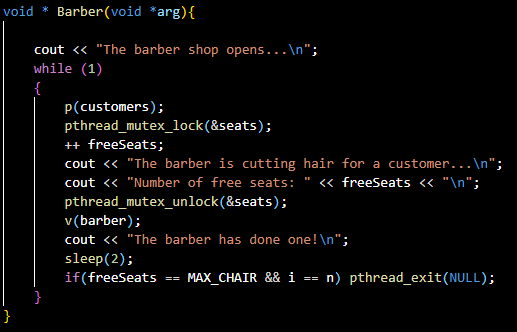 void * Barber(void *arg){
cout << "The barber shop opens...\n";
while (1)
{
p(customers);
pthread_mutex_lock(&seats);
++ freeSeats;
cout << "The barber is cutting hair for a customer...\n";
cout << "Number of free seats: " << freeSeats << "\n";
pthread_mutex_unlock(&seats);
v(barber);
cout << "The barber has done one!\n";
sleep(2);
if(freeSeats == MAX_CHAIR && i == n) pthread_exit(NULL);
}
}